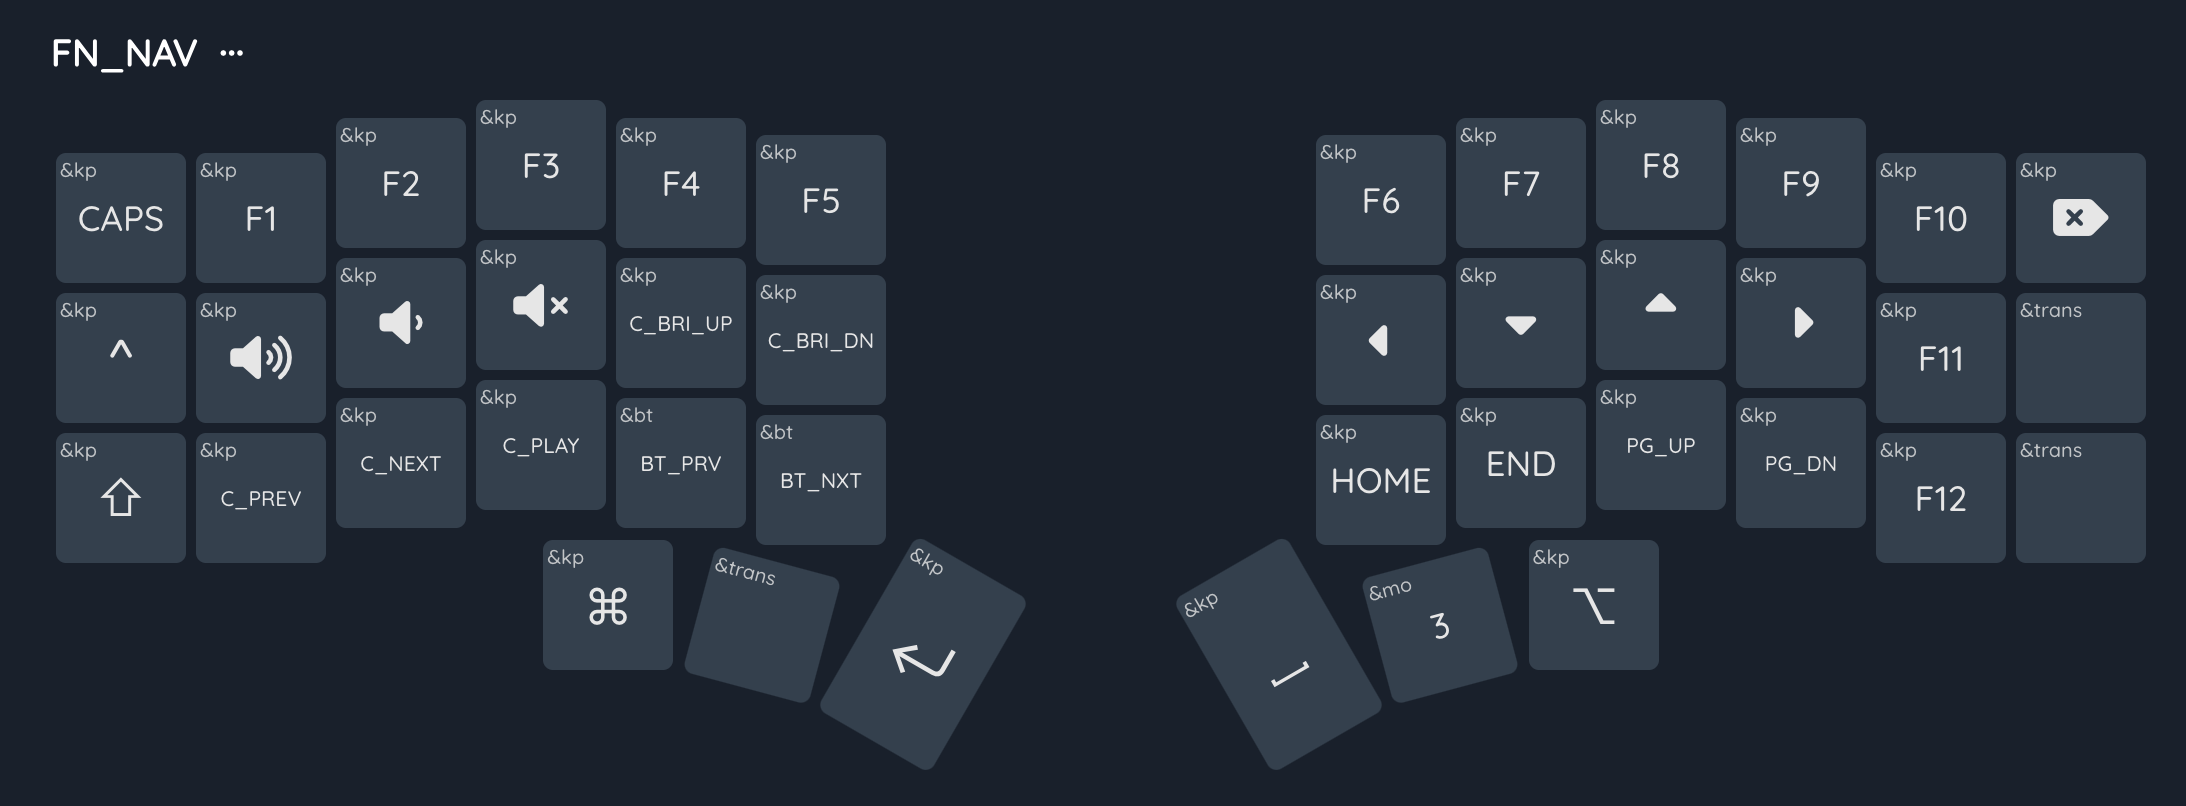 FN_NAV ...
&kp CAPS &kp F1 &kp F2 &kp F3 &kp F4 &kp F5 &kp F6 &kp F7 &kp F8 &kp F9 &kp F10 &kp
&kp ^ &kp &kp &kp &kp C_BRI_UP &kp C_BRI_DN &kp &kp &kp &kp &kp F11 &trans
&kp &kp C_PREV &kp C_NEXT &kp C_PLAY &bt BT_PRV &bt BT_NXT &kp HOME &kp END &kp PG_UP &kp PG_DN &kp F12 &trans
&kp ⌘ &trans &kp &kp &mo 3 &kp ⌥